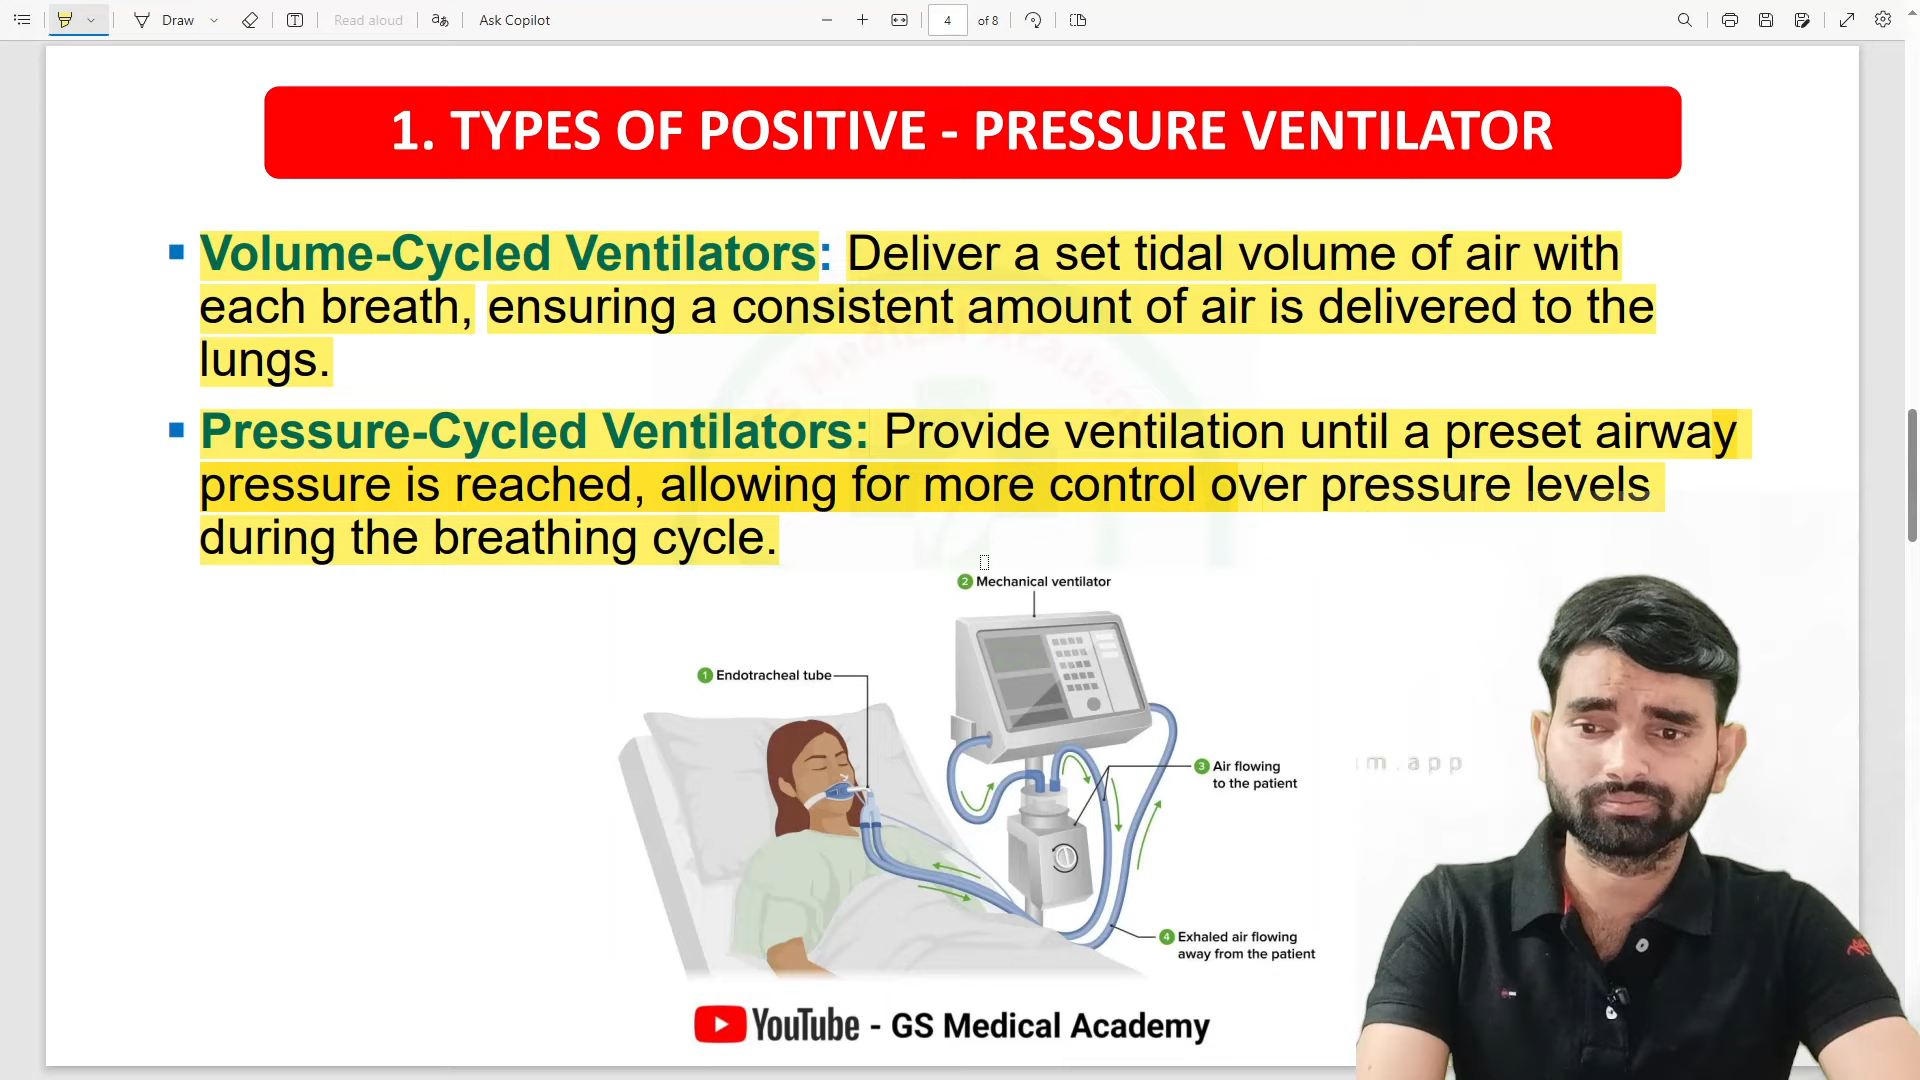 Draw
Read aloud
Ask Copilot
4 of 8
1. TYPES OF POSITIVE - PRESSURE VENTILATOR
Volume-Cycled Ventilators: Deliver a set tidal volume of air with
each breath, ensuring a consistent amount of air is delivered to the
lungs.
Pressure-Cycled Ventilators: Provide ventilation until a preset airway
pressure is reached, allowing for more control over pressure levels
during the breathing cycle.
2 Mechanical ventilator
1 Endotracheal tube
3 Air flowing
to the patient
4 Exhaled air flowing
away from the patient
YouTube - GS Medical Academy